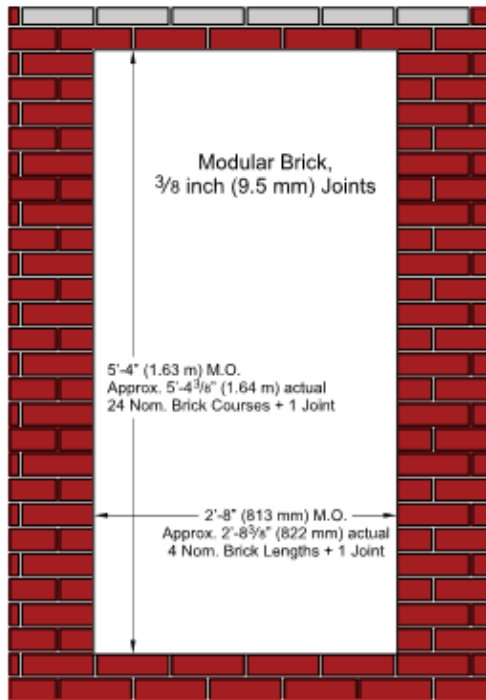 Modular Brick,
3/8 inch (9.5 mm) Joints
5'-4" (1.63 m) M.O.
Approx. 5'-43/8" (1.64 m) actual
24 Nom. Brick Courses + 1 Joint
2'-8" (813 mm) M.O.
Approx. 2'-83/8" (822 mm) actual
4 Nom. Brick Lengths + 1 Joint